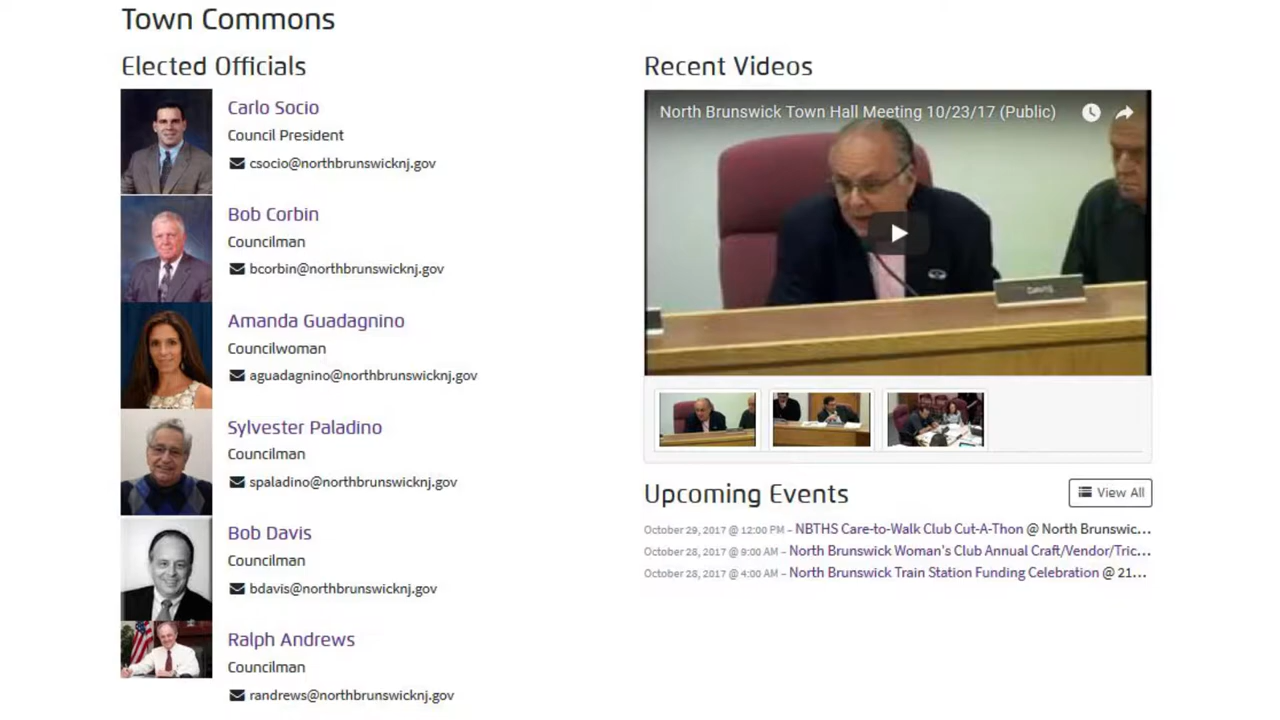 Town Commons
Elected Officials
Carlo Socio
Council President
csocio@northbrunswicknj.gov
Bob Corbin
Councilman
bcorbin@northbrunswicknj.gov
Amanda Guadagnino
Councilwoman
aguadagnino@northbrunswicknj.gov
Sylvester Paladino
Councilman
spaladino@northbrunswicknj.gov
Bob Davis
Councilman
bdavis@northbrunswicknj.gov
Ralph Andrews
Councilman
randrews@northbrunswicknj.gov
Recent Videos
North Brunswick Town Hall Meeting 10/23/17 (Public)
DAVIS
Upcoming Events
View All
October 29, 2017 @ 12:00 PM – NBTHS Care-to-Walk Club Cut-A-Thon @ North Brunswic...
October 28, 2017 @ 9:00 AM – North Brunswick Woman's Club Annual Craft/Vendor/Tric...
October 28, 2017 @ 4:00 AM – North Brunswick Train Station Funding Celebration @ 21...